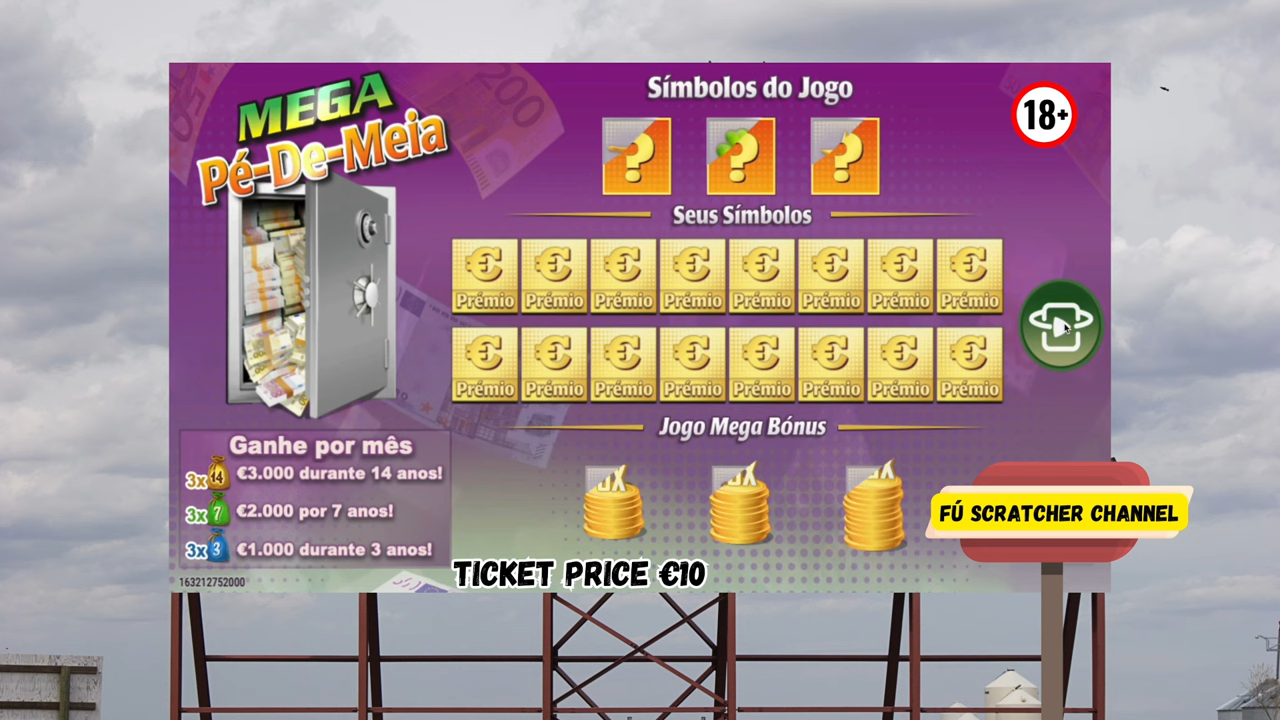 MEGA
Pé-De-Meia
Símbolos do Jogo
18+
Seus Símbolos
Prémio Prémio Prémio Prémio Prémio Prémio Prémio Prémio
Prémio Prémio Prémio Prémio Prémio Prémio Prémio Prémio
Jogo Mega Bónus
Ganhe por mês
3x 14 €3.000 durante 14 anos!
3x 7 €2.000 por 7 anos!
3x 3 €1.000 durante 3 anos!
163212752000
TICKET PRICE €10
FÚ SCRATCHER CHANNEL